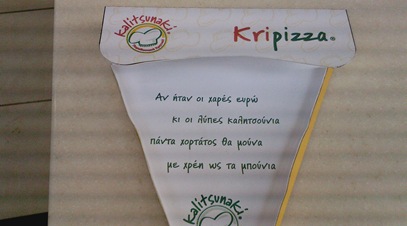 kalitsunaki®
Kripizza®
Αν ήταν οι χαρές ευρώ
κι οι λύπες καλητσούνια
πάντα χορτάτος θα μούνα
με χρέη ως τα μπούνια
kalitsunaki®